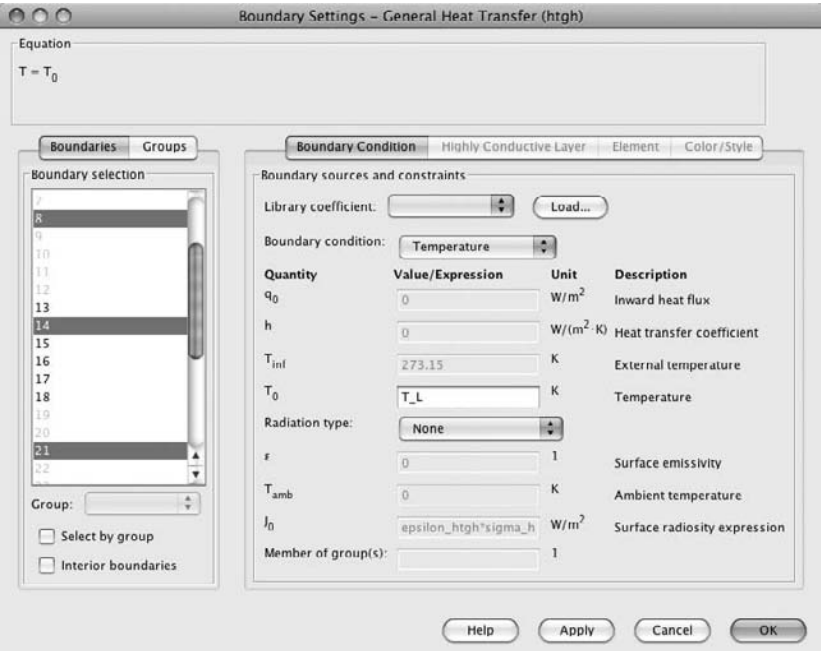 Boundary Settings – General Heat Transfer (htgh)
Equation
T = T0
Boundaries Groups
Boundary selection
7
8
9
10
11
12
13
14
15
16
17
18
19
20
21
22
Group:
Select by group
Interior boundaries
Boundary Condition Highly Conductive Layer Element Color/Style
Boundary sources and constraints
Library coefficient: Load...
Boundary condition: Temperature
Quantity Value/Expression Unit Description
q0 0 W/m2 Inward heat flux
h 0 W/(m2·K) Heat transfer coefficient
Tinf 273.15 K External temperature
T0 T_L K Temperature
Radiation type: None
ε 0 1 Surface emissivity
Tamb 0 K Ambient temperature
J0 epsilon_htgh*sigma_h W/m2 Surface radiosity expression
Member of group(s): 1
Help Apply Cancel OK